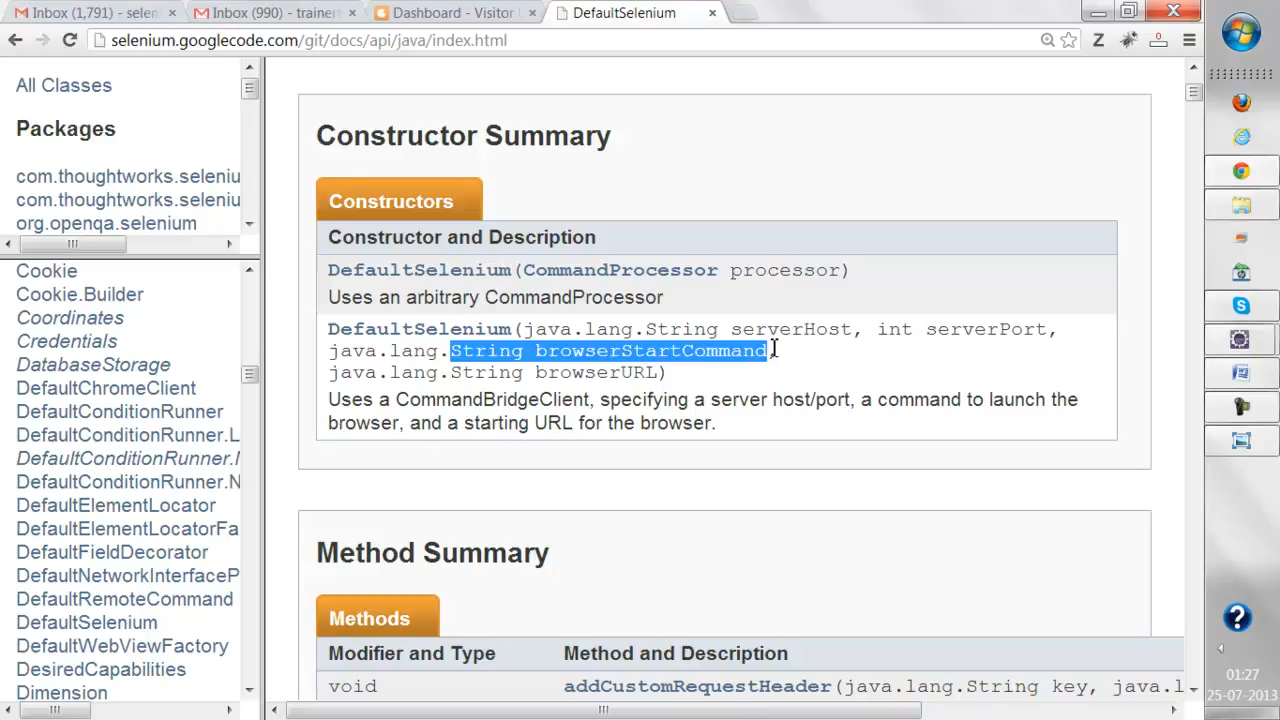 Inbox (1,791) - selen
Inbox (990) - trainer
Dashboard - Visitor L
DefaultSelenium
selenium.googlecode.com/git/docs/api/java/index.html
Z
0
All Classes
Packages
com.thoughtworks.seleniu
com.thoughtworks.seleniu
org.openqa.selenium
Cookie
Cookie.Builder
Coordinates
Credentials
DatabaseStorage
DefaultChromeClient
DefaultConditionRunner
DefaultConditionRunner.L
DefaultConditionRunner.N
DefaultConditionRunner.N
DefaultElementLocator
DefaultElementLocatorFa
DefaultFieldDecorator
DefaultNetworkInterfaceP
DefaultRemoteCommand
DefaultSelenium
DefaultWebViewFactory
DesiredCapabilities
Dimension
Constructor Summary
Constructors
Constructor and Description
DefaultSelenium(CommandProcessor processor)
Uses an arbitrary CommandProcessor
DefaultSelenium(java.lang.String serverHost, int serverPort,
java.lang.String browserStartCommand,
java.lang.String browserURL)
Uses a CommandBridgeClient, specifying a server host/port, a command to launch the
browser, and a starting URL for the browser.
Method Summary
Methods
Modifier and Type Method and Description
void addCustomRequestHeader(java.lang.String key, java.l
?
01:27
25-07-2013